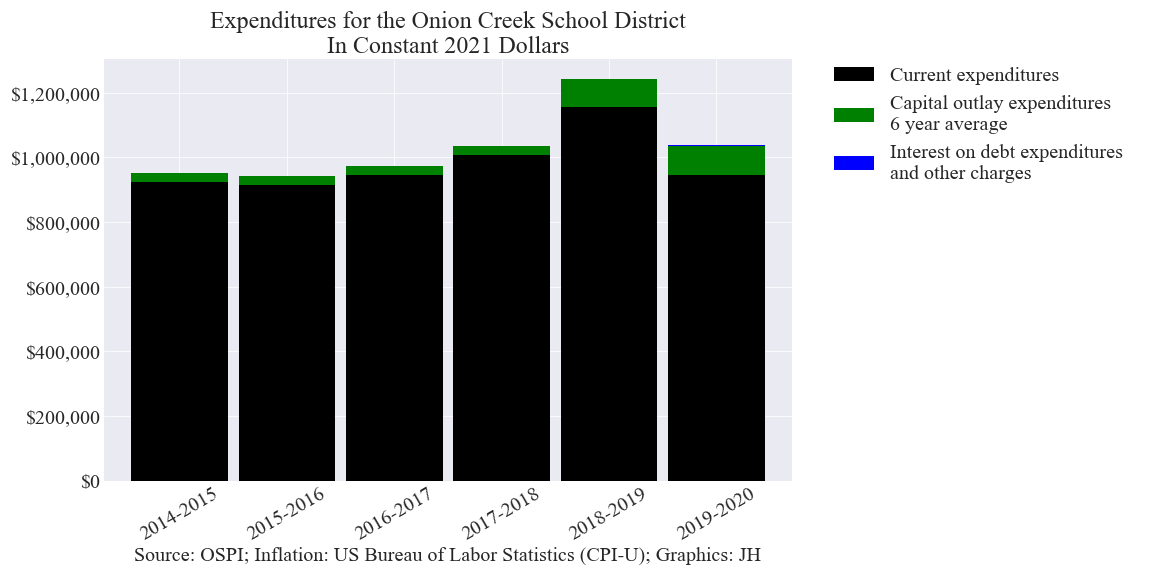 Expenditures for the Onion Creek School District
In Constant 2021 Dollars
$1,200,000
$1,000,000
$800,000
$600,000
$400,000
$200,000
$0
2014-2015
2015-2016
2016-2017
2017-2018
2018-2019
2019-2020
Source: OSPI; Inflation: US Bureau of Labor Statistics (CPI-U); Graphics: JH
Current expenditures
Capital outlay expenditures
6 year average
Interest on debt expenditures
and other charges